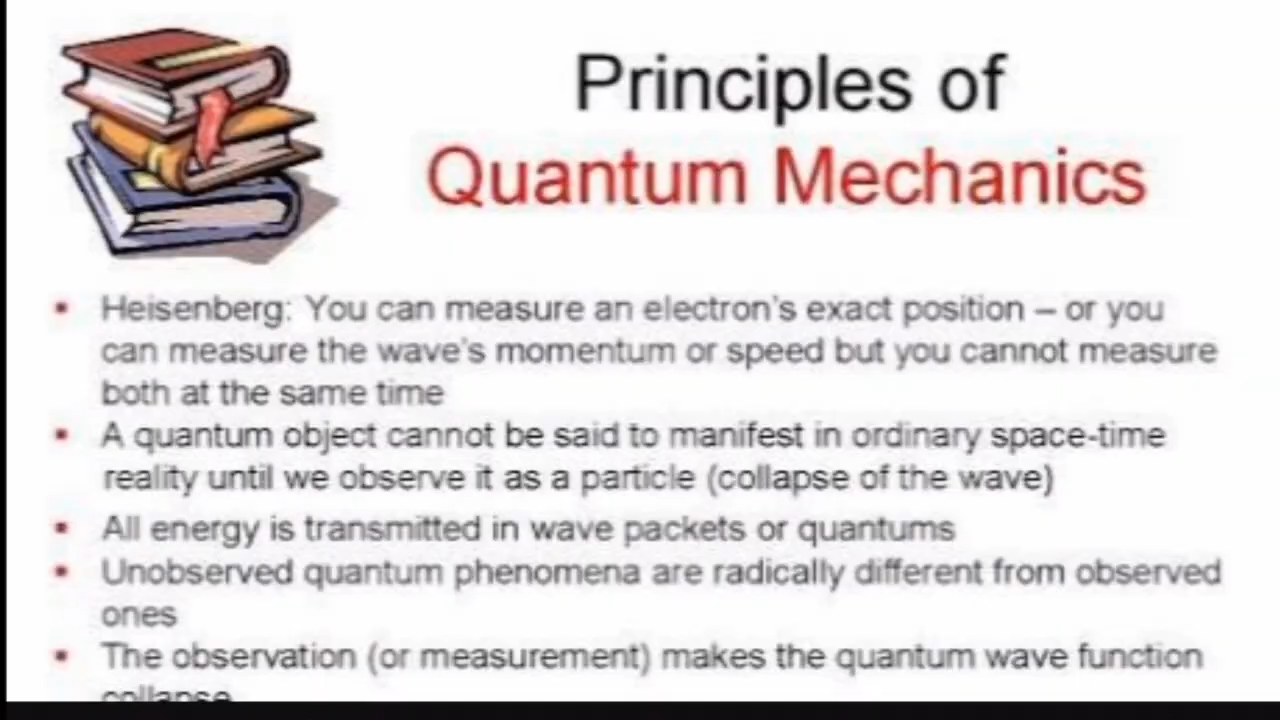 Principles of
Quantum Mechanics
▪ Heisenberg: You can measure an electron's exact position – or you
can measure the wave's momentum or speed but you cannot measure
both at the same time
▪ A quantum object cannot be said to manifest in ordinary space-time
reality until we observe it as a particle (collapse of the wave)
▪ All energy is transmitted in wave packets or quantums
▪ Unobserved quantum phenomena are radically different from observed
ones
▪ The observation (or measurement) makes the quantum wave function
collapse